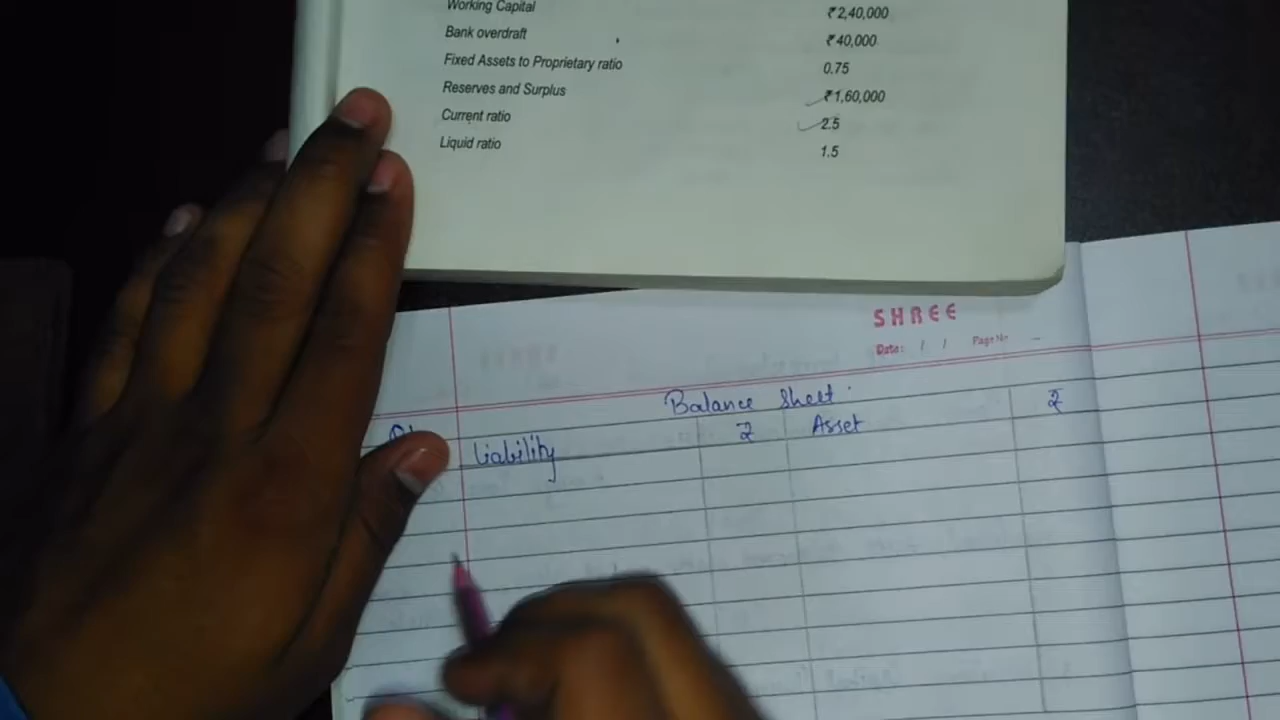 Working Capital ₹2,40,000
Bank overdraft ₹40,000
Fixed Assets to Proprietary ratio 0.75
Reserves and Surplus ₹1,60,000
Current ratio 2.5
Liquid ratio 1.5
SHREE
Date: / / Page No
Balance Sheet
Liability ₹ Asset ₹